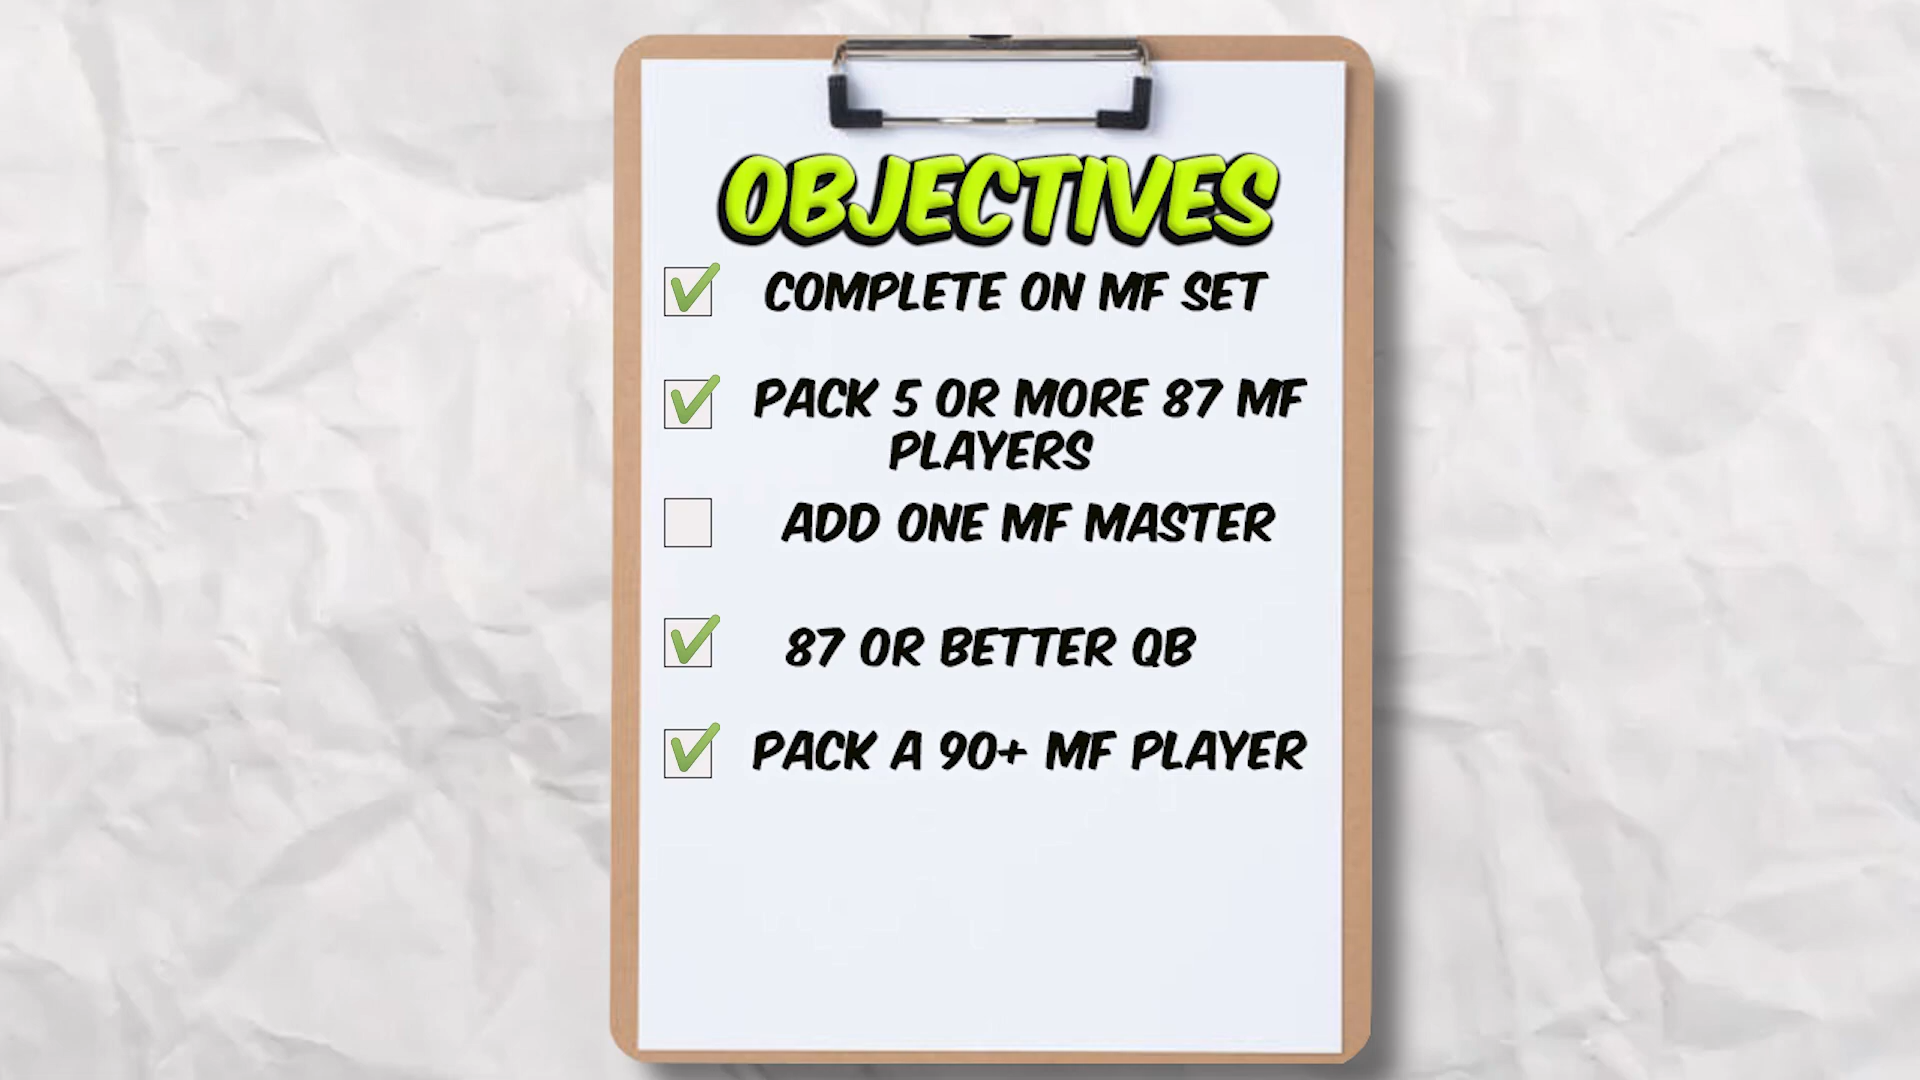 OBJECTIVES
COMPLETE ON MF SET
PACK 5 OR MORE 87 MF
PLAYERS
ADD ONE MF MASTER
87 OR BETTER QB
PACK A 90+ MF PLAYER